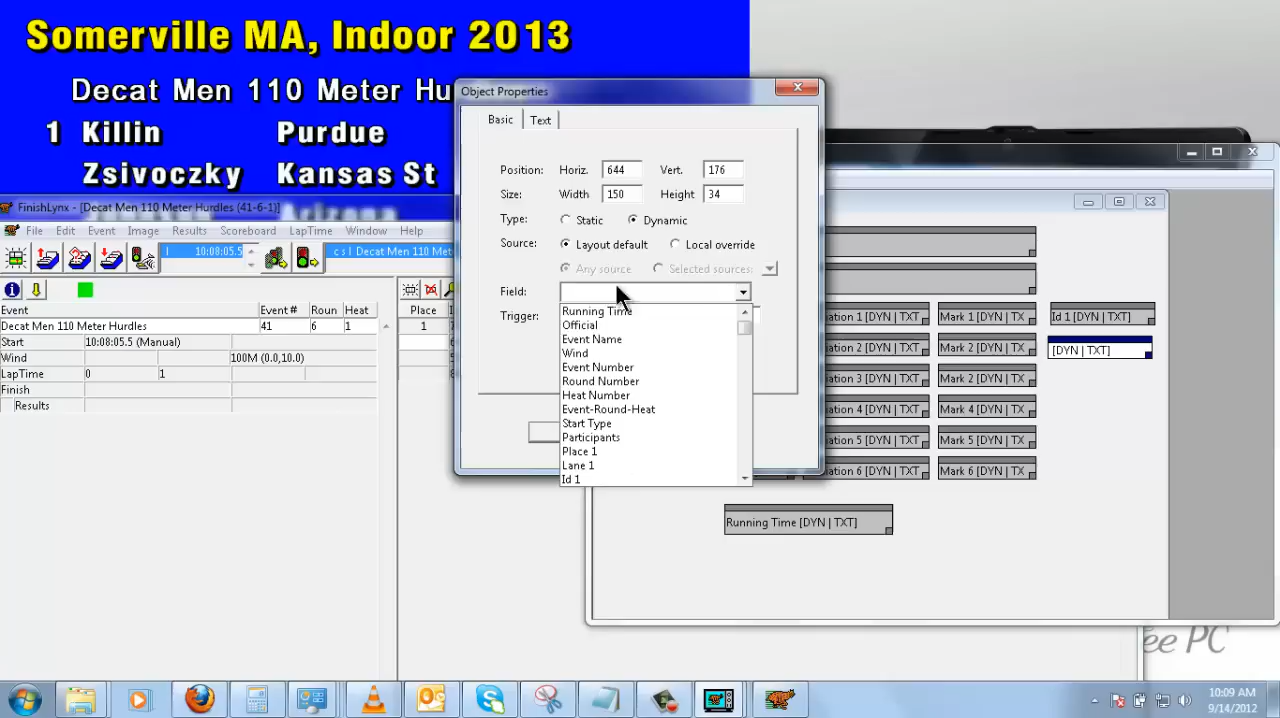 Somerville MA, Indoor 2013
Decat Men 110 Meter Hu
1 Killin Purdue
Zsivoczky Kansas St
Arizona
FinishLynx - [Decat Men 110 Meter Hurdles (41-6-1)]
File Edit Event Image Results Scoreboard LapTime Window Help
10:08:05.5
c s l Decat Men 110 Met
Event Event # Roun Heat
Decat Men 110 Meter Hurdles 41 6 1
Start 10:08:05.5 (Manual)
Wind 100M (0.0,10.0)
LapTime 0 1
Finish
Results
Place
1
Object Properties
Basic Text
Position: Horiz. 644 Vert. 176
Size: Width 150 Height 34
Type: Static Dynamic
Source: Layout default Local override
Any source Selected sources:
Field:
Trigger:
Running Time
Official
Event Name
Wind
Event Number
Round Number
Heat Number
Event-Round-Heat
Start Type
Participants
Place 1
Lane 1
Id 1
ation 1 [DYN | TXT] Mark 1 [DYN | TX Id 1 [DYN | TXT]
ation 2 [DYN | TXT] Mark 2 [DYN | TX [DYN | TXT]
ation 3 [DYN | TXT] Mark 2 [DYN | TX
ation 4 [DYN | TXT] Mark 4 [DYN | TX
ation 5 [DYN | TXT] Mark 5 [DYN | TX
ation 6 [DYN | TXT] Mark 6 [DYN | TX
Running Time [DYN | TXT]
ee PC
10:09 AM
9/14/2012